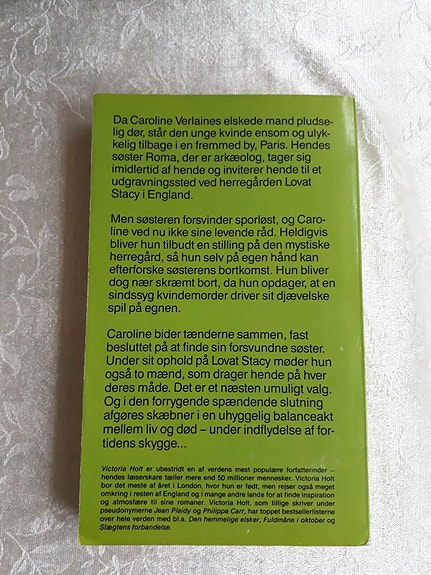 Da Caroline Verlaines elskede mand pludse-
lig dør, står den unge kvinde ensom og ulyk-
kelig tilbage i en fremmed by, Paris. Hendes
søster Roma, der er arkæolog, tager sig
imidlertid af hende og inviterer hende til et
udgravningssted ved herregården Lovat
Stacy i England.
Men søsteren forsvinder sporløst, og Caro-
line ved nu ikke sine levende råd. Heldigvis
bliver hun tilbudt en stilling på den mystiske
herregård, så hun selv på egen hånd kan
efterforske søsterens bortkomst. Hun bliver
dog nær skræmt bort, da hun opdager, at en
sindssyg kvindemorder driver sit djævelske
spil på egnen.
Caroline bider tænderne sammen, fast
besluttet på at finde sin forsvundne søster.
Under sit ophold på Lovat Stacy møder hun
også to mænd, som drager hende på hver
deres måde. Det er et næsten umuligt valg.
Og i den forrygende spændende slutning
afgøres skæbner i en uhyggelig balanceakt
mellem liv og død – under indflydelse af for-
tidens skygge...
Victoria Holt er ubestridt en af verdens mest populære forfatterinder -
hendes læserskare tæller mere end 50 millioner mennesker. Victoria Holt
bor det meste af året i London, hvor hun er født, men rejser også meget
omkring i resten af England og i mange andre lande for at finde inspiration
og atmosfære til sine romaner. Victoria Holt, som tillige skriver under
pseudonymerne Jean Plaidy og Philippa Carr, har toppet bestsellerlisterne
over hele verden med bl.a. Den hemmelige elsker, Fuldmåne i oktober og
Slægtens forbandelse.